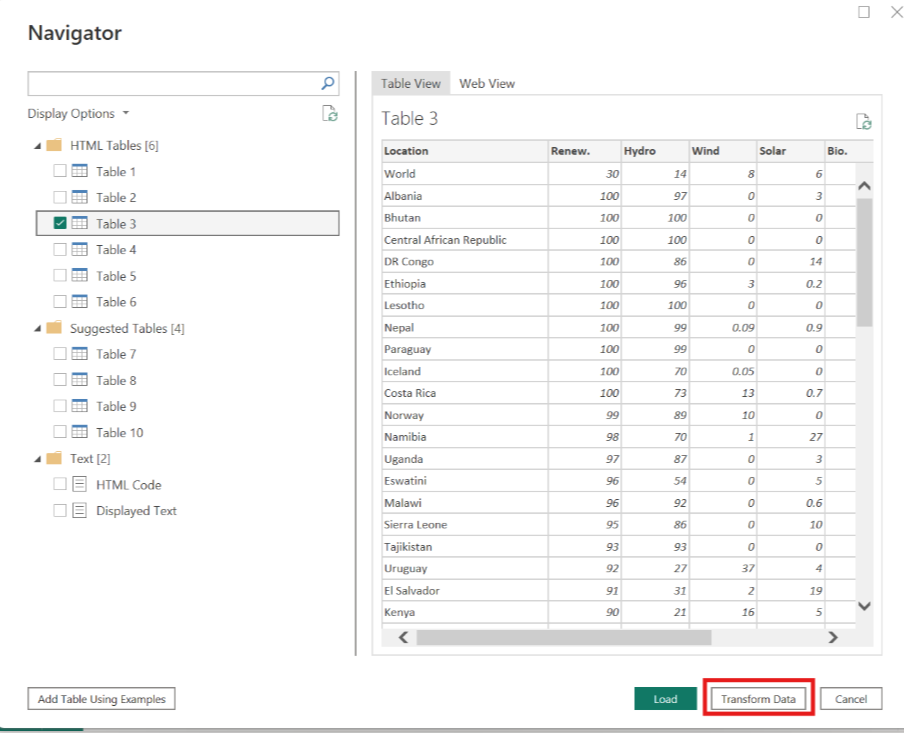 Navigator
Display Options
HTML Tables [6]
Table 1
Table 2
Table 3
Table 4
Table 5
Table 6
Suggested Tables [4]
Table 7
Table 8
Table 9
Table 10
Text [2]
HTML Code
Displayed Text
Table View Web View
Table 3
Location Renew. Hydro Wind Solar Bio.
World 30 14 8 6
Albania 100 97 0 3
Bhutan 100 100 0 0
Central African Republic 100 100 0 0
DR Congo 100 86 0 14
Ethiopia 100 96 3 0.2
Lesotho 100 100 0 0
Nepal 100 99 0.09 0.9
Paraguay 100 99 0 0
Iceland 100 70 0.05 0
Costa Rica 100 73 13 0.7
Norway 99 89 10 0
Namibia 98 70 1 27
Uganda 97 87 0 3
Eswatini 96 54 0 5
Malawi 96 92 0 0.6
Sierra Leone 95 86 0 10
Tajikistan 93 93 0 0
Uruguay 92 27 37 4
El Salvador 91 31 2 19
Kenya 90 21 16 5
Add Table Using Examples Load Transform Data Cancel